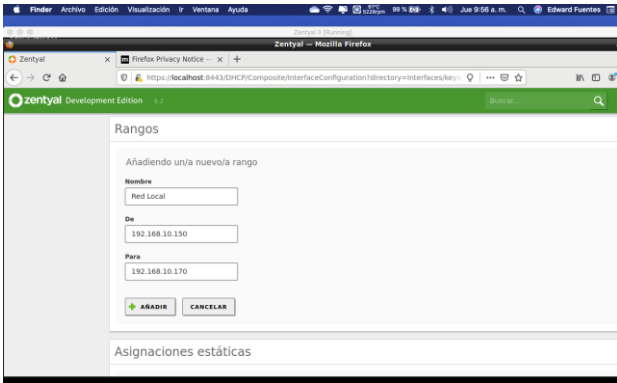 Finder Archivo Edición Visualización Ir Ventana Ayuda 99 % Jue 9:56 a. m. Edward Fuentes
Zentyal II [Running]
Zentyal — Mozilla Firefox
Zentyal × Firefox Privacy Notice — × +
https://localhost:8443/DHCP/Composite/InterfaceConfiguration?directory=Interfaces/keys
zentyal Development Edition 6.2 Buscar...
Rangos
Añadiendo un/a nuevo/a rango
Nombre
Red Local
De
192.168.10.150
Para
192.168.10.170
AÑADIR CANCELAR
Asignaciones estáticas